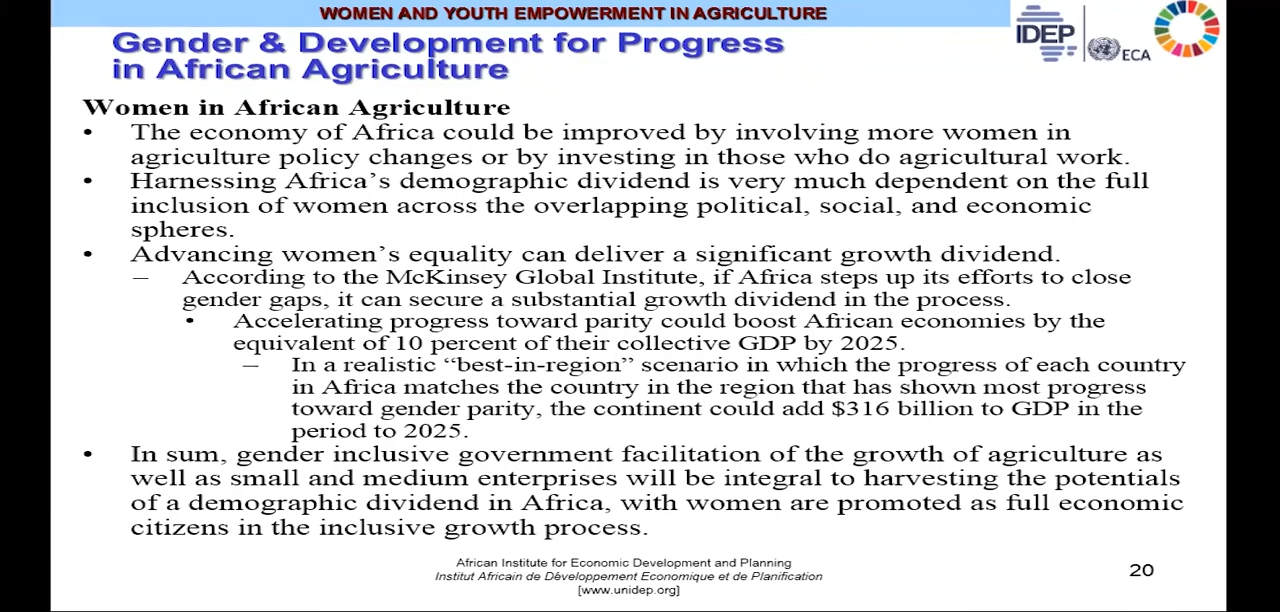 WOMEN AND YOUTH EMPOWERMENT IN AGRICULTURE
Gender & Development for Progress
in African Agriculture
IDEP
ECA
Women in African Agriculture
• The economy of Africa could be improved by involving more women in
agriculture policy changes or by investing in those who do agricultural work.
• Harnessing Africa's demographic dividend is very much dependent on the full
inclusion of women across the overlapping political, social, and economic
spheres.
• Advancing women's equality can deliver a significant growth dividend.
– According to the McKinsey Global Institute, if Africa steps up its efforts to close
gender gaps, it can secure a substantial growth dividend in the process.
• Accelerating progress toward parity could boost African economies by the
equivalent of 10 percent of their collective GDP by 2025.
– In a realistic “best-in-region” scenario in which the progress of each country
in Africa matches the country in the region that has shown most progress
toward gender parity, the continent could add $316 billion to GDP in the
period to 2025.
• In sum, gender inclusive government facilitation of the growth of agriculture as
well as small and medium enterprises will be integral to harvesting the potentials
of a demographic dividend in Africa, with women are promoted as full economic
citizens in the inclusive growth process.
African Institute for Economic Development and Planning
Institut Africain de Développement Economique et de Planification
[www.unidep.org]
20